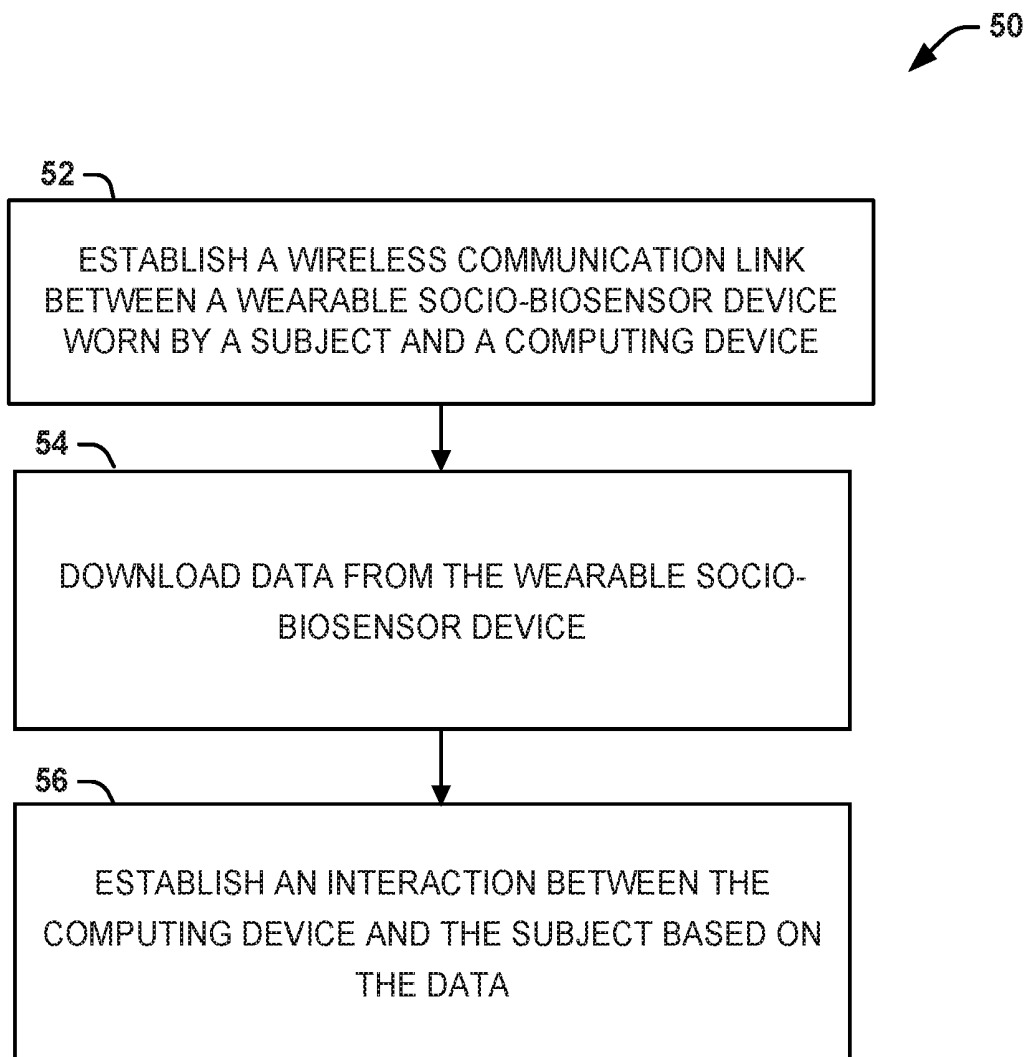 50
52
ESTABLISH A WIRELESS COMMUNICATION LINK
BETWEEN A WEARABLE SOCIO-BIOSENSOR DEVICE
WORN BY A SUBJECT AND A COMPUTING DEVICE
54
DOWNLOAD DATA FROM THE WEARABLE SOCIO-
BIOSENSOR DEVICE
56
ESTABLISH AN INTERACTION BETWEEN THE
COMPUTING DEVICE AND THE SUBJECT BASED ON
THE DATA